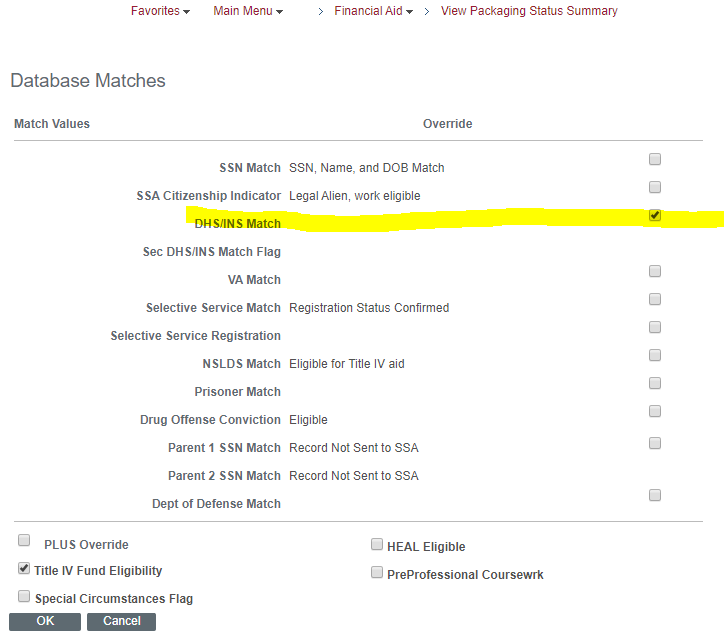 Favorites Main Menu > Financial Aid > View Packaging Status Summary
Database Matches
Match Values Override
SSN Match SSN, Name, and DOB Match
SSA Citizenship Indicator Legal Alien, work eligible
DHS/INS Match
Sec DHS/INS Match Flag
VA Match
Selective Service Match Registration Status Confirmed
Selective Service Registration
NSLDS Match Eligible for Title IV aid
Prisoner Match
Drug Offense Conviction Eligible
Parent 1 SSN Match Record Not Sent to SSA
Parent 2 SSN Match Record Not Sent to SSA
Dept of Defense Match
PLUS Override HEAL Eligible
Title IV Fund Eligibility PreProfessional Coursewrk
Special Circumstances Flag
OK Cancel